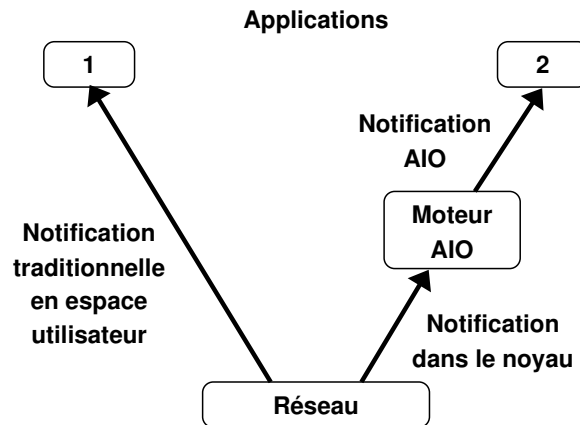 Applications
1
2
Notification
AIO
Moteur
AIO
Notification
traditionnelle
en espace
utilisateur
Notification
dans le noyau
Réseau